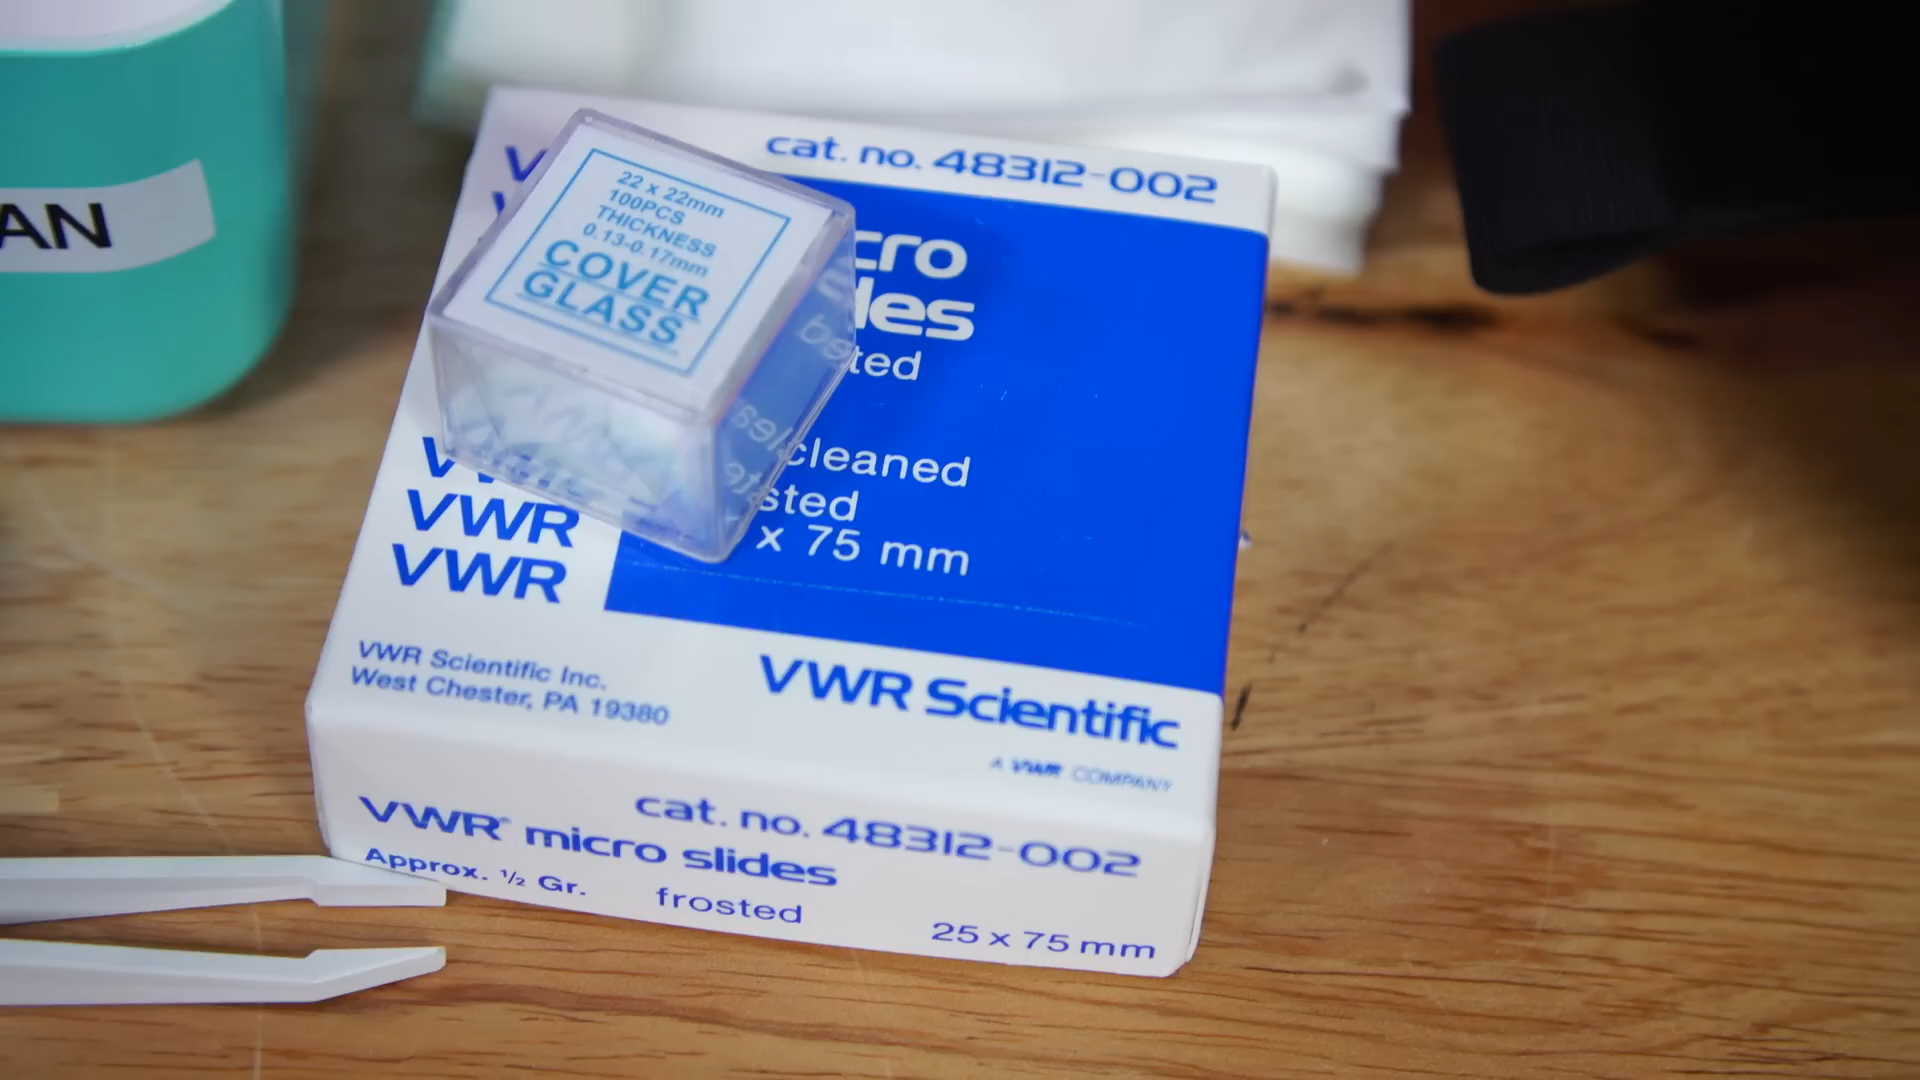 AN
cat. no. 48312-002
22 x 22mm
100PCS
THICKNESS
0.13-0.17mm
COVER
GLASS
cro
des
ted
cleaned
sted
x 75 mm
VWR
VWR
VWR Scientific Inc.
West Chester, PA 19380
VWR Scientific
A VWR COMPANY
cat. no. 48312-002
VWR® micro slides
Approx. ½ Gr.
frosted
25 x 75 mm